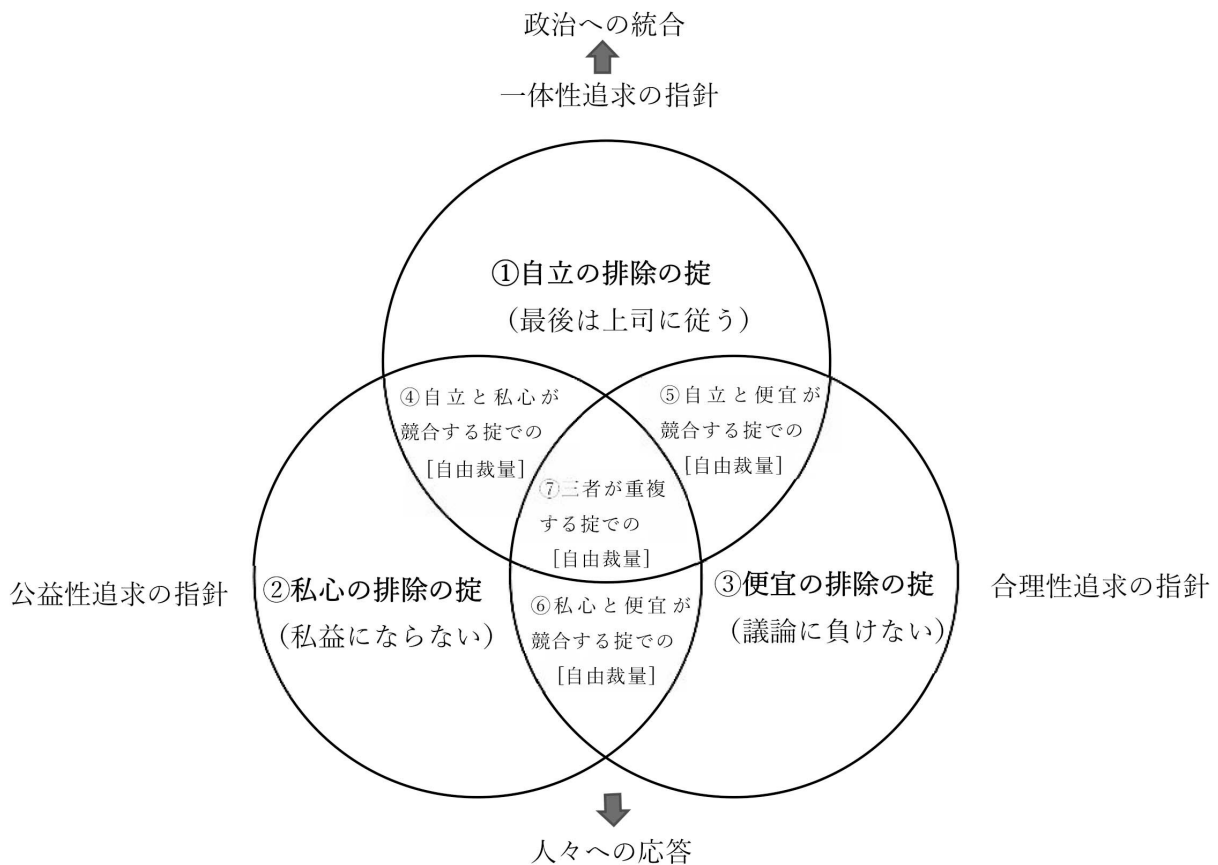 政治への統合
一体性追求の指針
①自立の排除の掟
（最後は上司に従う）
④自立と私心が
競合する掟での
[自由裁量]
⑤自立と便宜が
競合する掟での
[自由裁量]
⑦三者が重複
する掟での
[自由裁量]
公益性追求の指針
②私心の排除の掟
（私益にならない）
③便宜の排除の掟
（議論に負けない）
合理性追求の指針
⑥私心と便宜が
競合する掟での
[自由裁量]
人々への応答